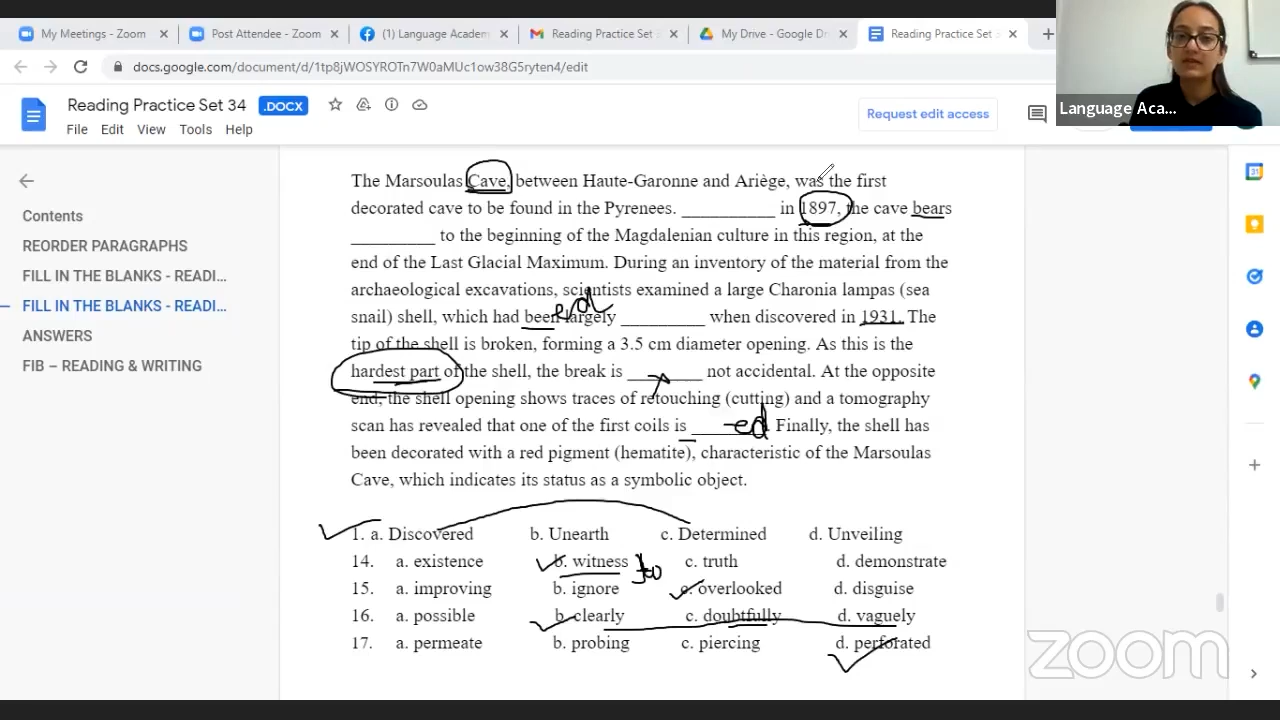 My Meetings - Zoom
Post Attendee - Zoom
(1) Language Academ
Reading Practice Set 3
My Drive - Google Dri
Reading Practice Set 3
docs.google.com/document/d/1tp8jWOSYROTn7W0aMUc1ow38G5ryten4/edit
Language Aca...
Reading Practice Set 34 .DOCX
Request edit access
File Edit View Tools Help
31
Contents
REORDER PARAGRAPHS
FILL IN THE BLANKS - READI...
FILL IN THE BLANKS - READI...
ANSWERS
FIB – READING & WRITING
The Marsoulas Cave, between Haute-Garonne and Ariège, was the first
decorated cave to be found in the Pyrenees. __________ in 1897, the cave bears
_________ to the beginning of the Magdalenian culture in this region, at the
end of the Last Glacial Maximum. During an inventory of the material from the
archaeological excavations, scientists examined a large Charonia lampas (sea
ed
snail) shell, which had been largely _________ when discovered in 1931. The
tip of the shell is broken, forming a 3.5 cm diameter opening. As this is the
hardest part of the shell, the break is ________ not accidental. At the opposite
end, the shell opening shows traces of retouching (cutting) and a tomography
scan has revealed that one of the first coils is ________. Finally, the shell has
-ed
been decorated with a red pigment (hematite), characteristic of the Marsoulas
Cave, which indicates its status as a symbolic object.
1. a. Discovered b. Unearth c. Determined d. Unveiling
14. a. existence b. witness to c. truth d. demonstrate
15. a. improving b. ignore c. overlooked d. disguise
16. a. possible b. clearly c. doubtfully d. vaguely
17. a. permeate b. probing c. piercing d. perforated
zoom